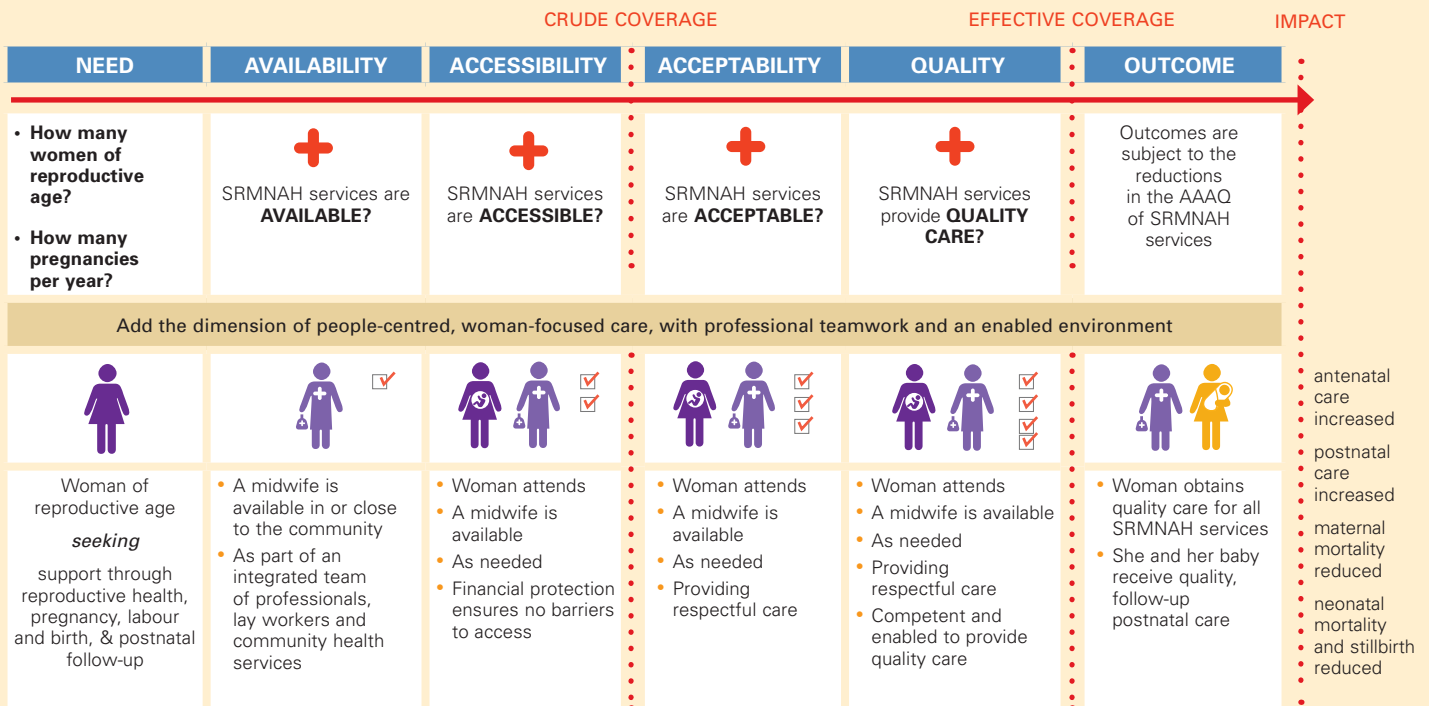 CRUDE COVERAGE
EFFECTIVE COVERAGE
IMPACT
NEED
AVAILABILITY
ACCESSIBILITY
ACCEPTABILITY
QUALITY
OUTCOME
• How many
women of
reproductive
age?
• How many
pregnancies
per year?
SRMNAH services are
AVAILABLE?
SRMNAH services
are ACCESSIBLE?
SRMNAH services
are ACCEPTABLE?
SRMNAH services
provide QUALITY
CARE?
Outcomes are
subject to the
reductions
in the AAAQ
of SRMNAH
services
Add the dimension of people-centred, woman-focused care, with professional teamwork and an enabled environment
Woman of
reproductive age
seeking
support through
reproductive health,
pregnancy, labour
and birth, & postnatal
follow-up
• A midwife is
available in or close
to the community
• As part of an
integrated team
of professionals,
lay workers and
community health
services
• Woman attends
• A midwife is
available
• As needed
• Financial protection
ensures no barriers
to access
• Woman attends
• A midwife is
available
• As needed
• Providing
respectful care
• Woman attends
• A midwife is available
• As needed
• Providing
respectful care
• Competent and
enabled to provide
quality care
• Woman obtains
quality care for all
SRMNAH services
• She and her baby
receive quality,
follow-up
postnatal care
antenatal
care
increased
postnatal
care
increased
maternal
mortality
reduced
neonatal
mortality
and stillbirth
reduced